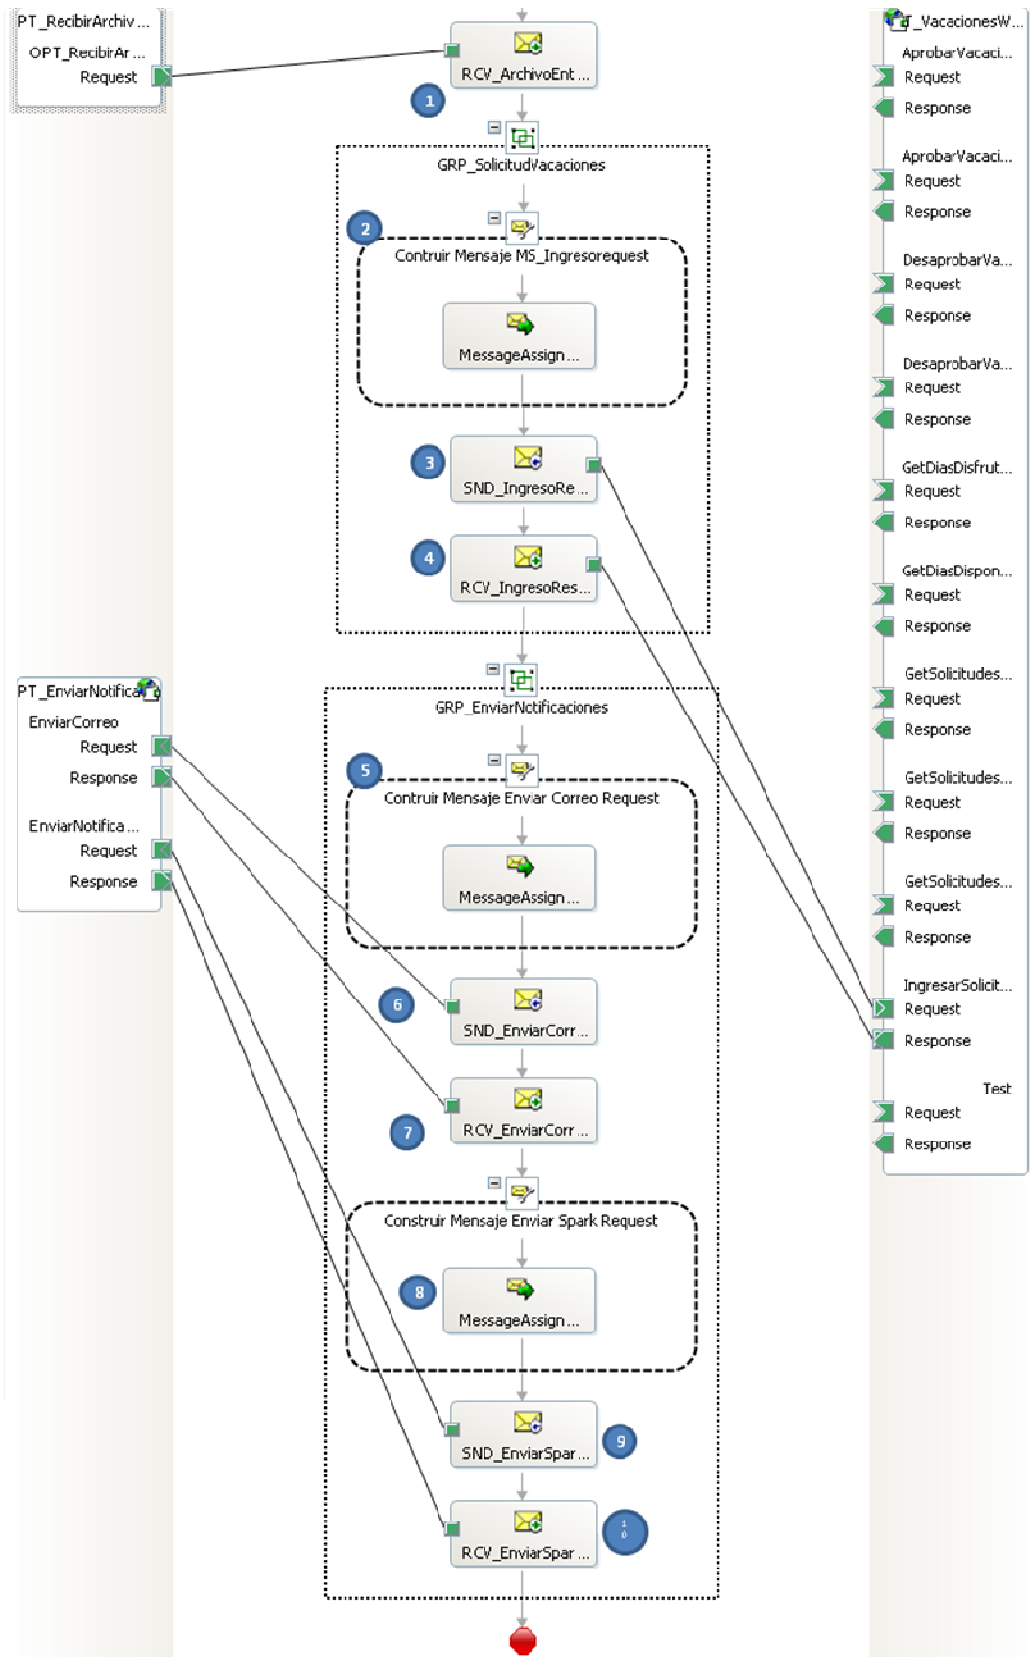 PT_RecibirArchiv ...
OPT_RecibirAr ...
Request
RCV_ArchivoEnt ...
1
GRP_SolicitudVacaciones
2
Contruir Mensaje MS_Ingresorequest
MessageAssign ...
3
SND_IngresoRe ...
4
RCV_IngresoRes...
PT_EnviarNotifica
EnviarCorreo
Request
Response
EnviarNotifica ...
Request
Response
GRP_EnviarNotificaciones
5
Contruir Mensaje Enviar Correo Request
MessageAssign ...
6
SND_EnviarCorr...
7
RCV_EnviarCorr ...
Construir Mensaje Enviar Spark Request
8
MessageAssign ...
SND_EnviarSpar ...
9
RCV_EnviarSpar ...
10
_VacacionesW...
AprobarVacaci...
Request
Response
AprobarVacaci...
Request
Response
DesaprobarVa...
Request
Response
DesaprobarVa...
Request
Response
GetDiasDisfrut...
Request
Response
GetDiasDispon...
Request
Response
GetSolicitudes...
Request
Response
GetSolicitudes...
Request
Response
GetSolicitudes...
Request
Response
IngresarSolicit...
Request
Response
Test
Request
Response